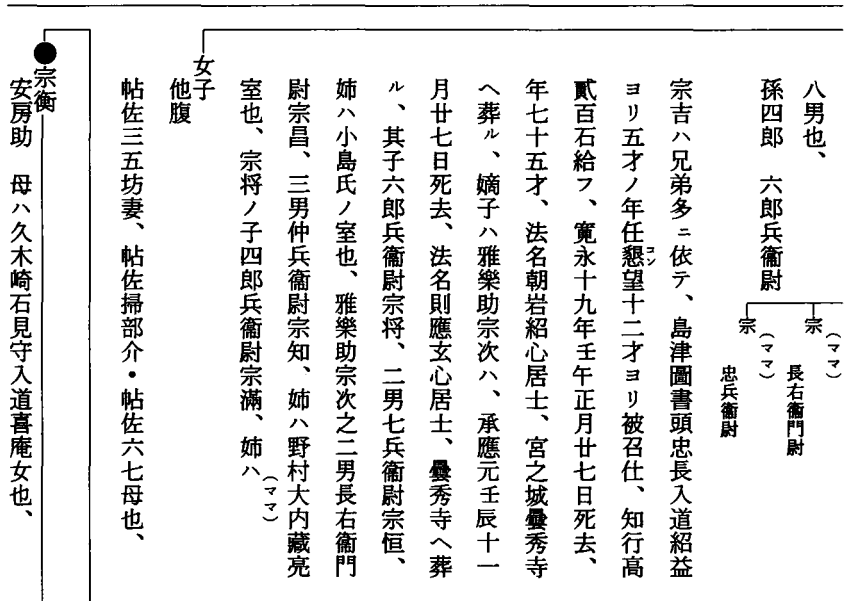 八男也、
孫四郎　六郎兵衞尉
宗（ママ）
長右衞門尉
宗（ママ）
忠兵衞尉
宗吉ハ兄弟多ニ依テ、島津圖書頭忠長入道紹益
ヨリ五才ノ年任懇望十二才ヨリ被召仕、知行高
コン
貳百石給フ、寛永十九年壬午正月廿七日死去、
年七十五才、法名朝岩紹心居士、宮之城曇秀寺
ヘ葬ル、嫡子ハ雅樂助宗次ハ、承應元壬辰十一
月廿七日死去、法名則應玄心居士、曇秀寺ヘ葬
ル、其子六郎兵衞尉宗将、二男七兵衞尉宗恒、
姉ハ小島氏ノ室也、雅樂助宗次之二男長右衞門
尉宗昌、三男仲兵衞尉宗知、姉ハ野村大内藏亮
室也、宗将ノ子四郎兵衞尉宗滿、姉ハ（ママ）
女子
他腹
帖佐三五坊妻、帖佐掃部介・帖佐六七母也、
●宗衡
安房助　母ハ久木崎石見守入道喜庵女也、